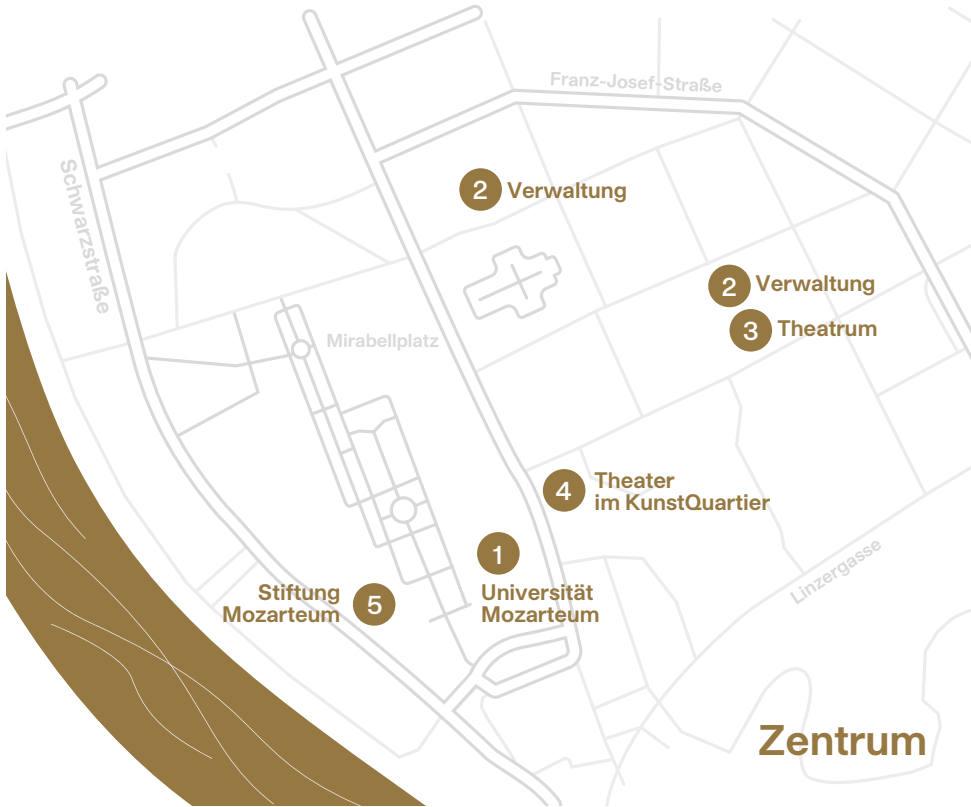 Franz-Josef-Straße
Schwarzstraße
2 Verwaltung
2 Verwaltung
3 Theatrum
Mirabellplatz
4 Theater
im KunstQuartier
1
Universität
Mozarteum
Stiftung
Mozarteum 5
Linzergasse
Zentrum